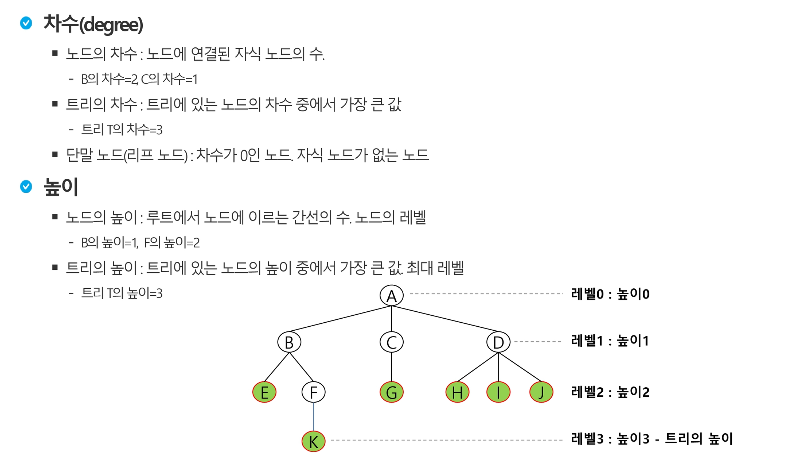 차수(degree)
노드의 차수 : 노드에 연결된 자식 노드의 수.
- B의 차수=2, C의 차수=1
트리의 차수 : 트리에 있는 노드의 차수 중에서 가장 큰 값
- 트리 T의 차수=3
단말 노드(리프 노드) : 차수가 0인 노드. 자식 노드가 없는 노드
높이
노드의 높이 : 루트에서 노드에 이르는 간선의 수. 노드의 레벨
- B의 높이=1, F의 높이=2
트리의 높이 : 트리에 있는 노드의 높이 중에서 가장 큰 값. 최대 레벨
- 트리 T의 높이=3
A 레벨0 : 높이0
B C D 레벨1 : 높이1
E F G H I J 레벨2 : 높이2
K 레벨3 : 높이3 - 트리의 높이